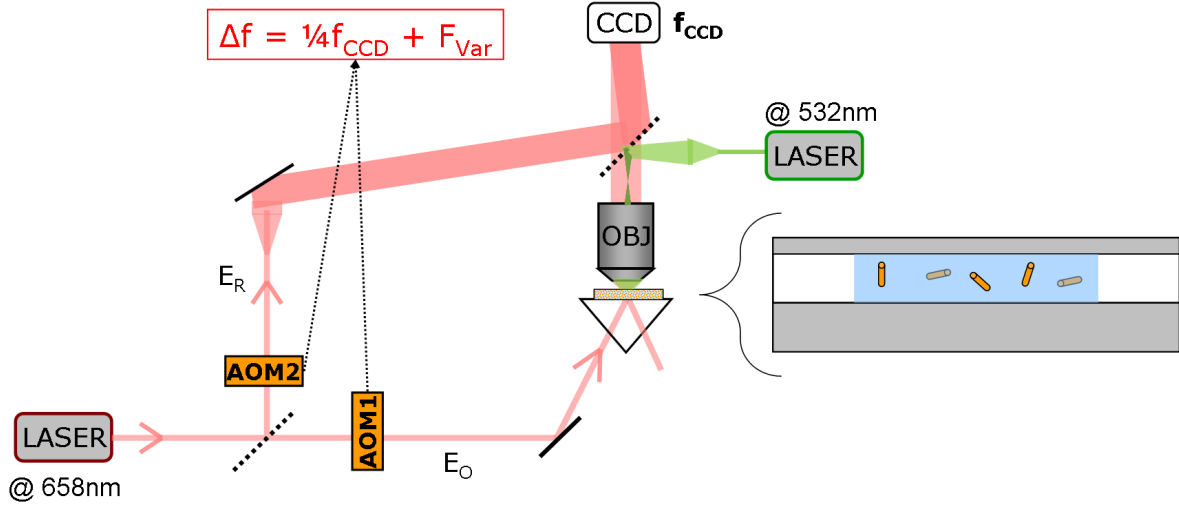 Δf = ¼f_CCD + F_Var
CCD
f_CCD
@ 532nm
LASER
OBJ
E_R
AOM2
AOM1
LASER
E_O
@ 658nm